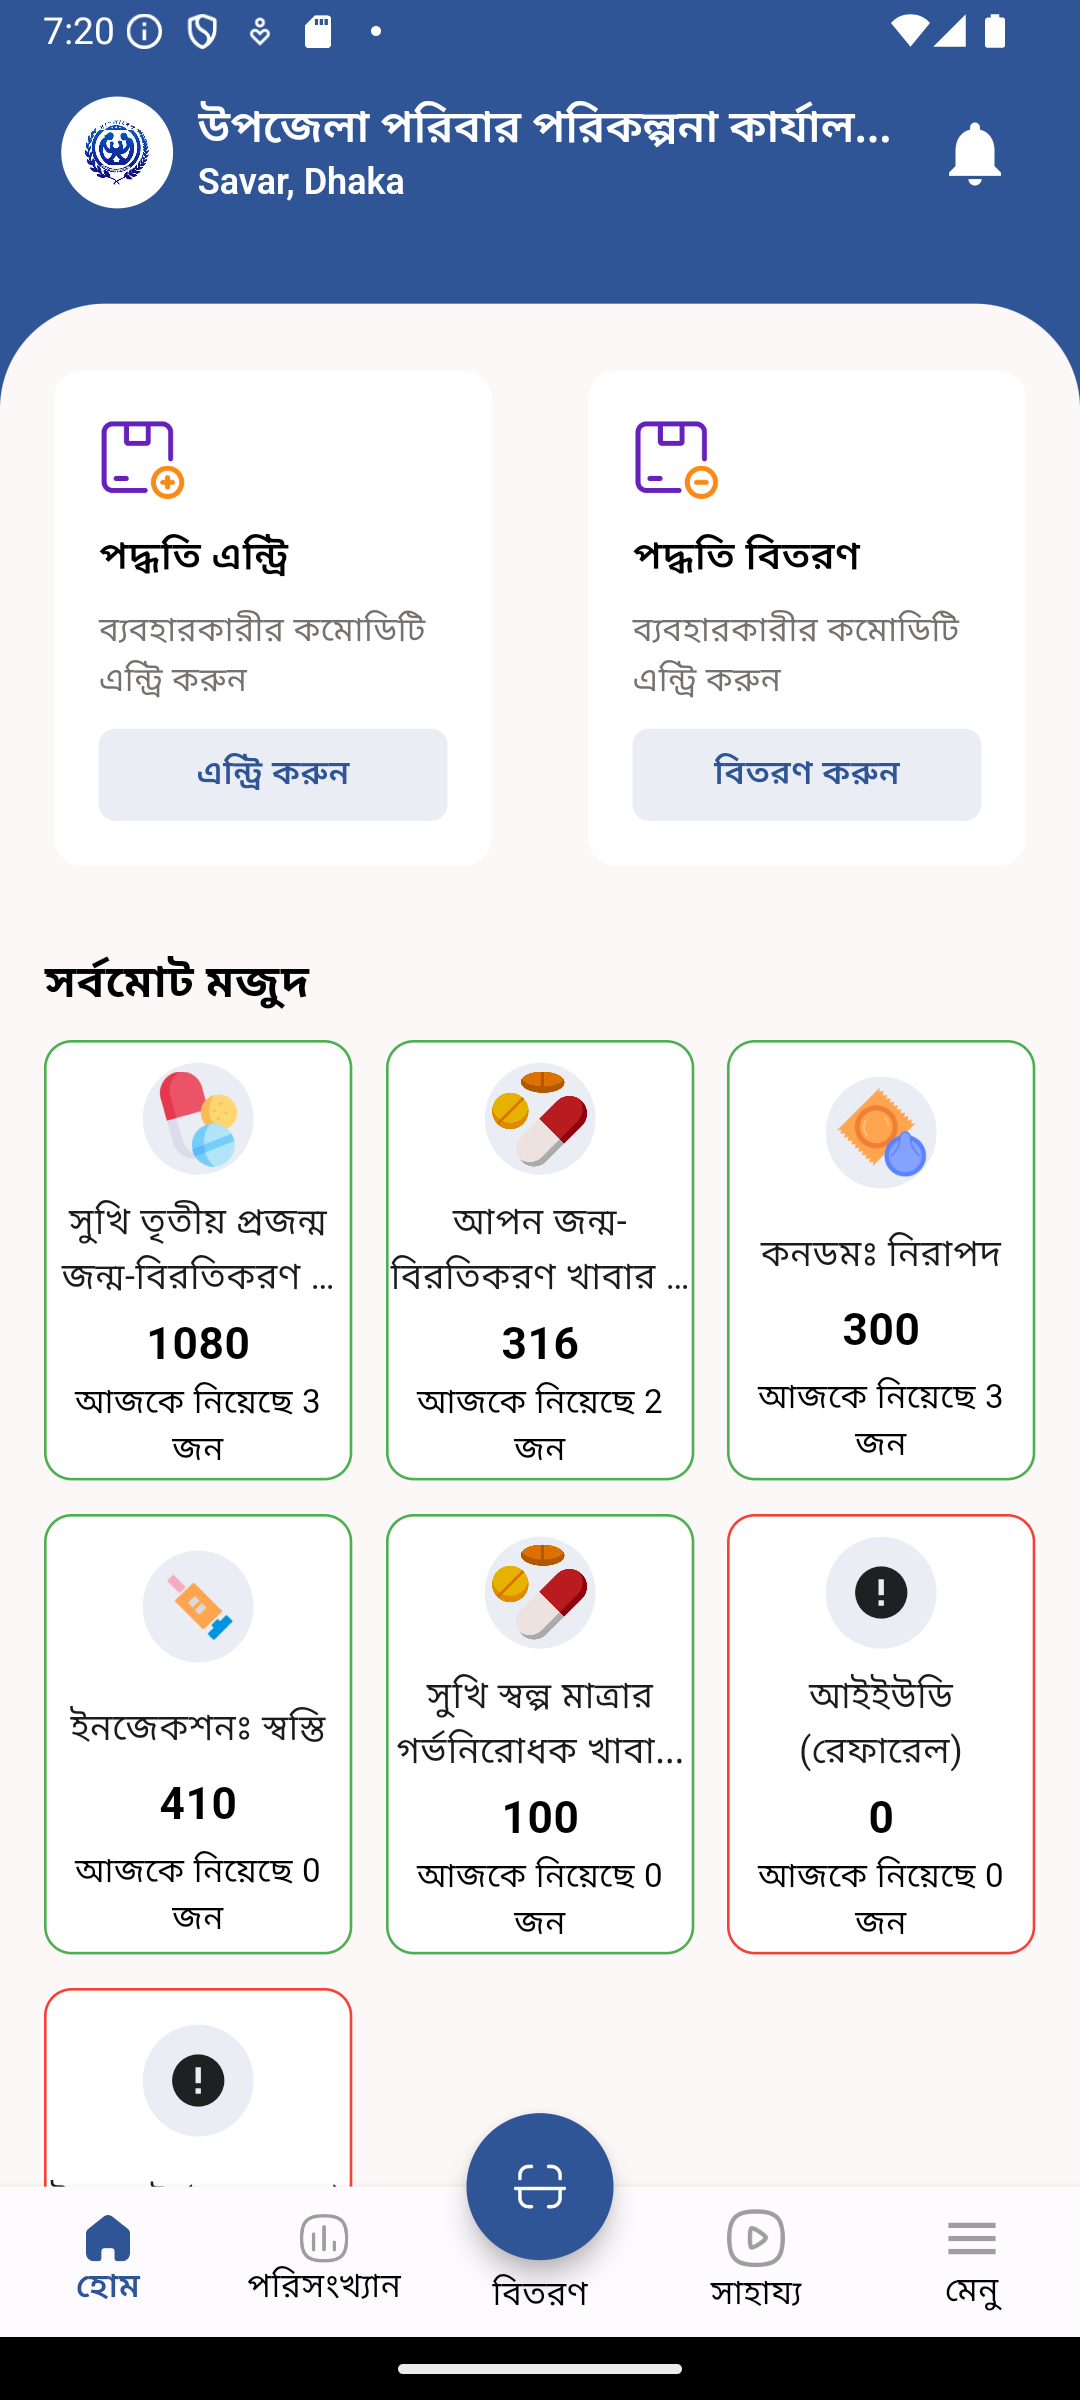 7:20
উপজেলা পরিবার পরিকল্পনা কার্যাল...
Savar, Dhaka
পদ্ধতি এন্ট্রি
ব্যবহারকারীর কমোডিটি
এন্ট্রি করুন
এন্ট্রি করুন
পদ্ধতি বিতরণ
ব্যবহারকারীর কমোডিটি
এন্ট্রি করুন
বিতরণ করুন
সর্বমোট মজুদ
সুখি তৃতীয় প্রজন্ম
জন্ম-বিরতিকরণ ...
1080
আজকে নিয়েছে 3
জন
আপন জন্ম-
বিরতিকরণ খাবার ...
316
আজকে নিয়েছে 2
জন
কনডমঃ নিরাপদ
300
আজকে নিয়েছে 3
জন
ইনজেকশনঃ স্বস্তি
410
আজকে নিয়েছে 0
জন
সুখি স্বল্প মাত্রার
গর্ভনিরোধক খাবা...
100
আজকে নিয়েছে 0
জন
আইইউডি
(রেফারেল)
0
আজকে নিয়েছে 0
জন
হোম
পরিসংখ্যান
বিতরণ
সাহায্য
মেনু